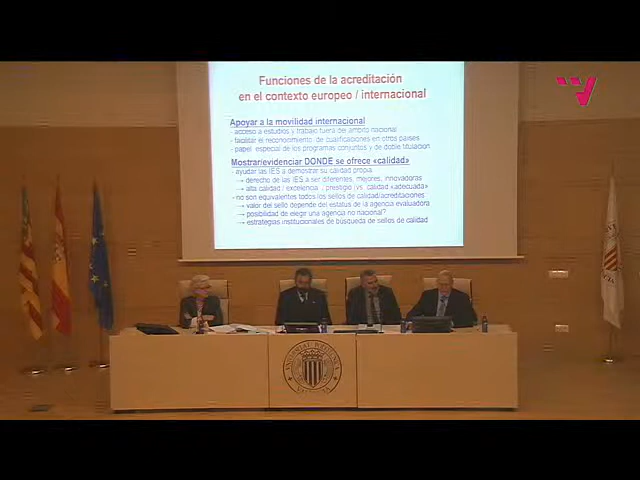 Funciones de la acreditación
en el contexto europeo / internacional
Apoyar a la movilidad internacional
- acceso a estudios y trabajo fuera del ámbito nacional
- facilitar el reconocimiento de cualificaciones en otros países
- papel especial de los programas conjuntos y de doble titulación
Mostrar/evidenciar DONDE se ofrece «calidad»
- ayudar las IES a demostrar su calidad propia
→ derecho de las IES a ser diferentes, mejores, innovadoras
→ alta calidad / excelencia , prestigio /vs. calidad «adecuada»
- no son equivalentes todos/os sellos de calidad/acreditaciones
→ valor del sello depende del estatus de la agencia evaluadora
→ posibilidad de elegir una agencia no nacional?
→ estrategias institucionales de búsqueda de sellos de calidad